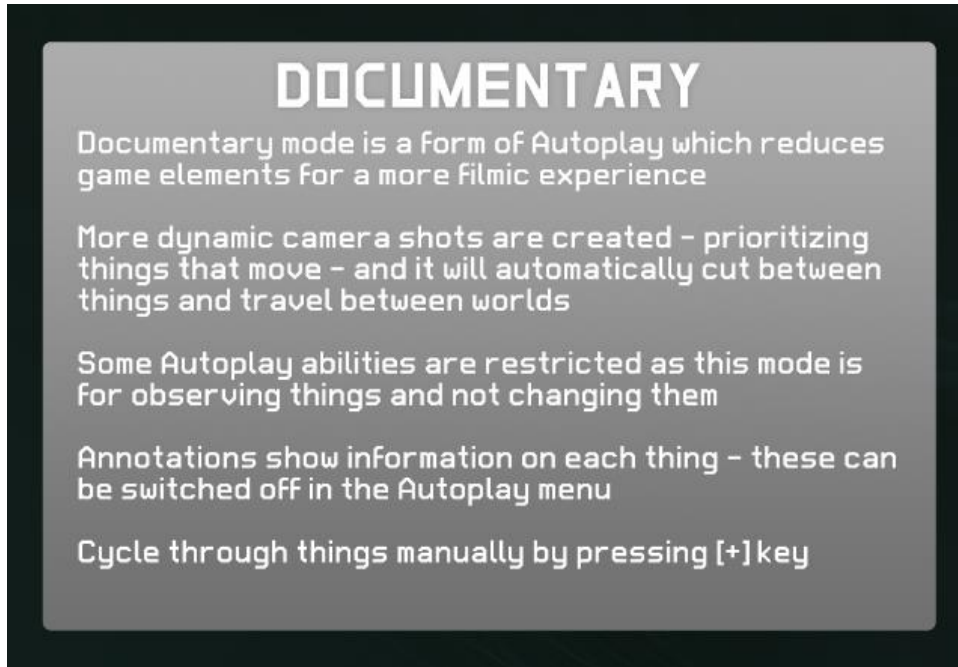 DOCUMENTARY
Documentary mode is a form of Autoplay which reduces
game elements for a more filmic experience
More dynamic camera shots are created - prioritizing
things that move - and it will automatically cut between
things and travel between worlds
Some Autoplay abilities are restricted as this mode is
for observing things and not changing them
Annotations show information on each thing - these can
be switched off in the Autoplay menu
Cycle through things manually by pressing [+] key